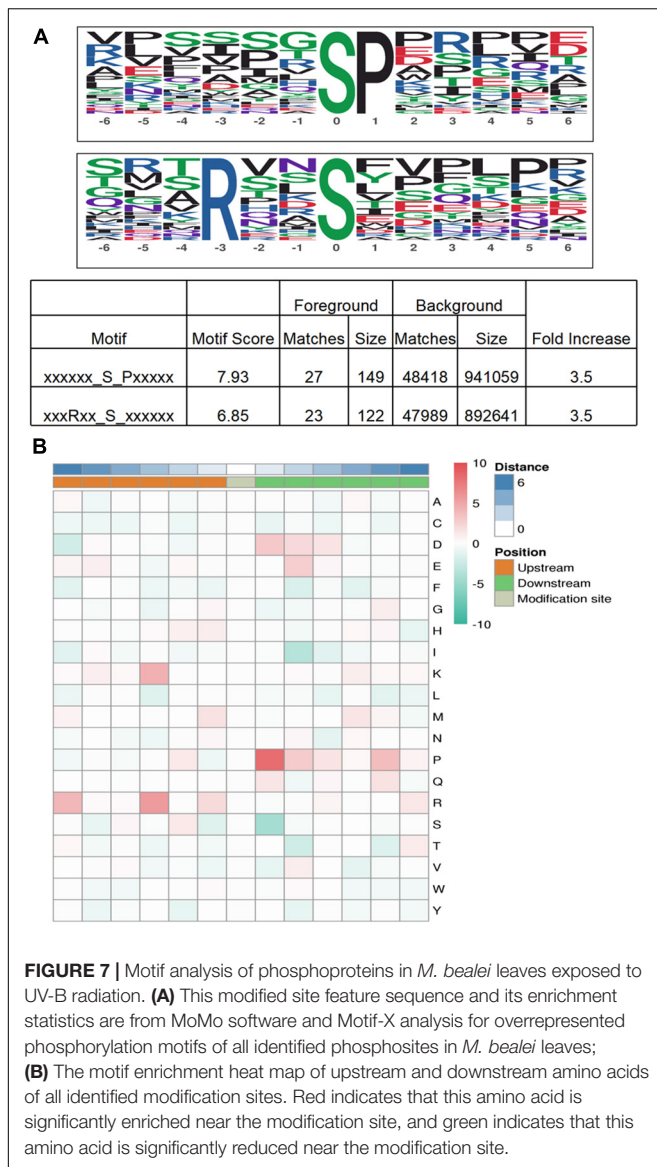 A
-6 -5 -4 -3 -2 -1 0 1 2 3 4 5 6
S P
-6 -5 -4 -3 -2 -1 0 1 2 3 4 5 6
R S
Foreground Background
Motif Motif Score Matches Size Matches Size Fold Increase
xxxxxx_S_Pxxxxx 7.93 27 149 48418 941059 3.5
xxxRxx_S_xxxxxx 6.85 23 122 47989 892641 3.5
B
10
5
0
-5
-10
Distance
6
0
Position
Upstream
Downstream
Modification site
A
C
D
E
F
G
H
I
K
L
M
N
P
Q
R
S
T
V
W
Y
FIGURE 7 | Motif analysis of phosphoproteins in M. bealei leaves exposed to
UV-B radiation. (A) This modified site feature sequence and its enrichment
statistics are from MoMo software and Motif-X analysis for overrepresented
phosphorylation motifs of all identified phosphosites in M. bealei leaves;
(B) The motif enrichment heat map of upstream and downstream amino acids
of all identified modification sites. Red indicates that this amino acid is
significantly enriched near the modification site, and green indicates that this
amino acid is significantly reduced near the modification site.